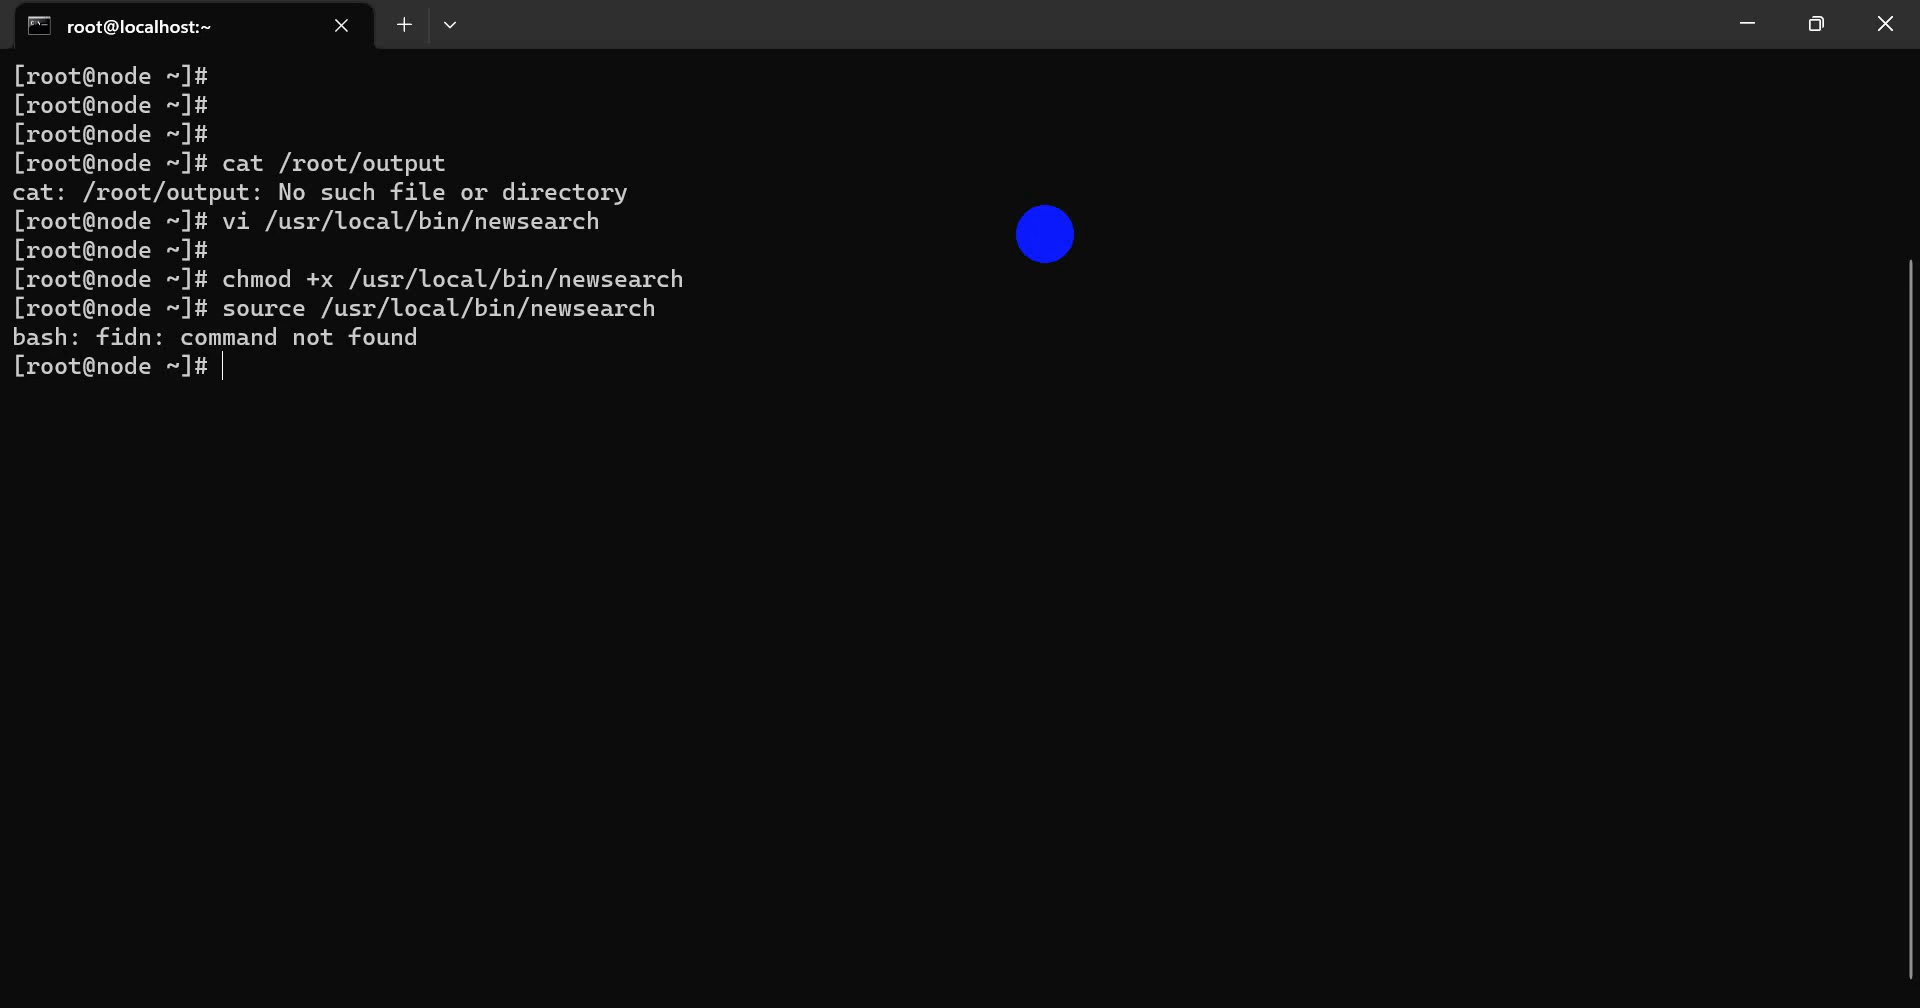 root@localhost:~
[root@node ~]#
[root@node ~]#
[root@node ~]#
[root@node ~]# cat /root/output
cat: /root/output: No such file or directory
[root@node ~]# vi /usr/local/bin/newsearch
[root@node ~]#
[root@node ~]# chmod +x /usr/local/bin/newsearch
[root@node ~]# source /usr/local/bin/newsearch
bash: fidn: command not found
[root@node ~]#